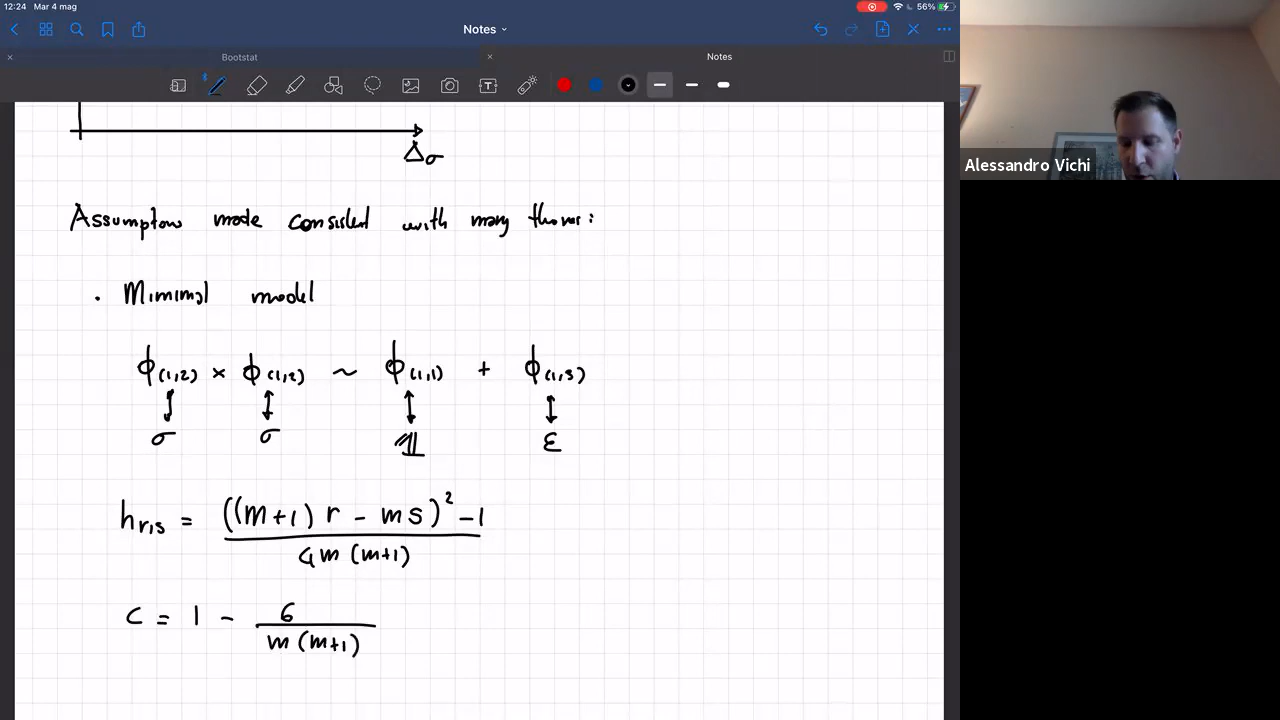 12:24 Mar 4 mag
56%
Notes
Bootstat
Notes
T
Δσ
Assumptions made consistent with many theories:
· Minimal model
ϕ(1,2) × ϕ(1,2) ~ ϕ(1,1) + ϕ(1,3)
σ σ 𝟙 ε
h_{r,s} = ((m+1) r - m s)² - 1 / 4m (m+1)
C = 1 - 6 / m (m+1)
Alessandro Vichi